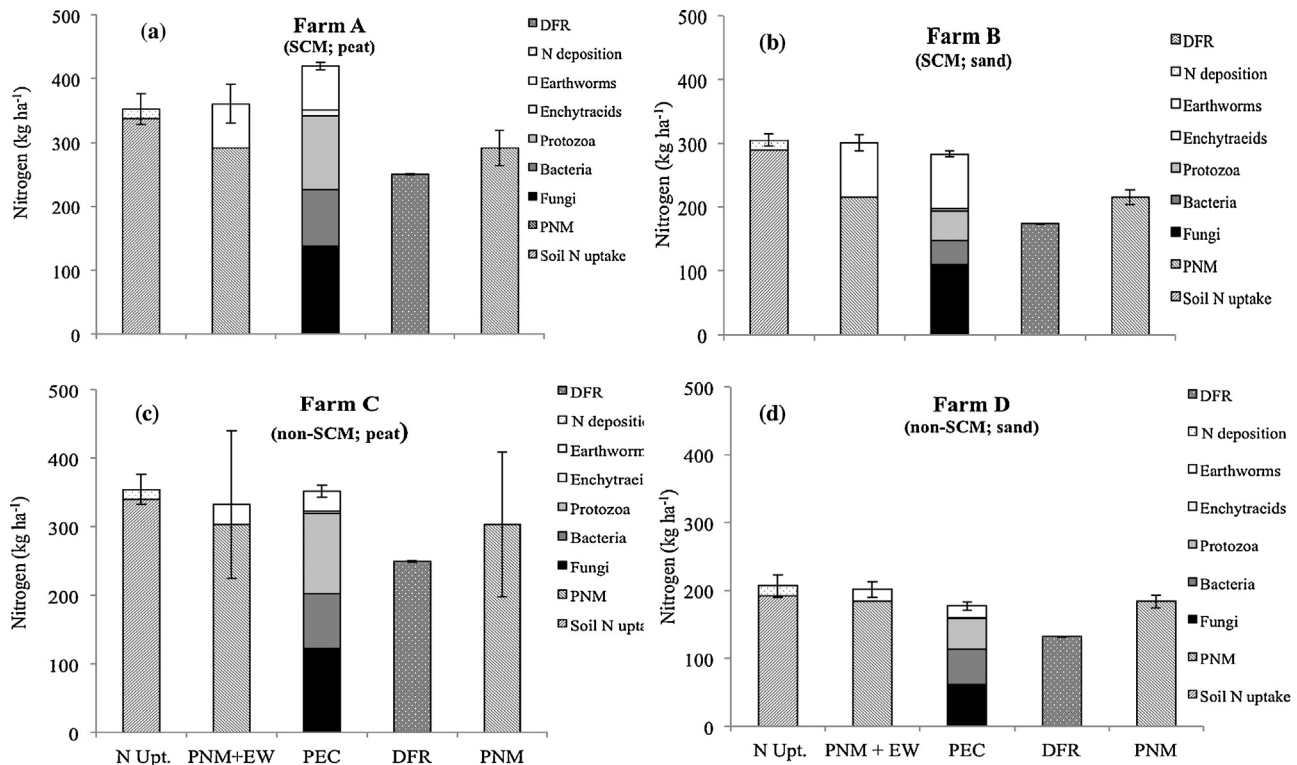 (a)
Farm A
(SCM; peat)
Nitrogen (kg ha-1)
500
400
300
200
100
0
DFR
N deposition
Earthworms
Enchytracids
Protozoa
Bacteria
Fungi
PNM
Soil N uptake
(b)
Farm B
(SCM; sand)
Nitrogen (kg ha-1)
500
400
300
200
100
0
DFR
N deposition
Earthworms
Enchytraeids
Protozoa
Bacteria
Fungi
PNM
Soil N uptake
(c)
Farm C
(non-SCM; peat)
Nitrogen (kg ha-1)
500
400
300
200
100
0
N Upt.
PNM+EW
PEC
DFR
PNM
DFR
N depositi
Earthworm
Enchytraei
Protozoa
Bacteria
Fungi
PNM
Soil N upta
(d)
Farm D
(non-SCM; sand)
Nitrogen (kg ha-1)
500
400
300
200
100
0
N Upt.
PNM + EW
PEC
DFR
PNM
DFR
N deposition
Earthworms
Enchytracids
Protozoa
Bacteria
Fungi
PNM
Soil N uptake